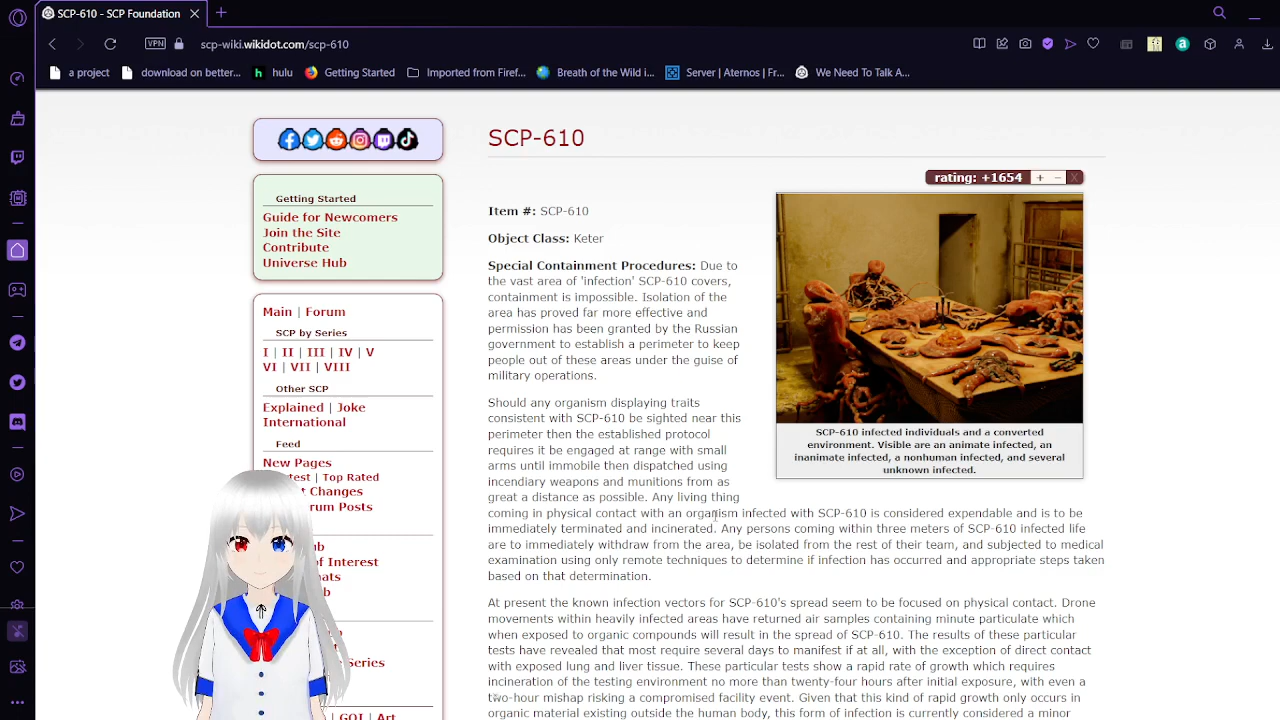 SCP-610 - SCP Foundation
VPN
scp-wiki.wikidot.com/scp-610
a project
download on better...
hulu
Getting Started
Imported from Firef...
Breath of the Wild i...
Server | Aternos | Fr...
We Need To Talk A...
Getting Started
Guide for Newcomers
Join the Site
Contribute
Universe Hub
Main | Forum
SCP by Series
I | II | III | IV | V
VI | VII | VIII
Other SCP
Explained | Joke
International
Feed
New Pages
test | Top Rated
t Changes
rum Posts
ub
of Interest
mats
b
Series
GOI | Art
SCP-610
rating: +1654 + – X
Item #: SCP-610
Object Class: Keter
Special Containment Procedures: Due to
the vast area of 'infection' SCP-610 covers,
containment is impossible. Isolation of the
area has proved far more effective and
permission has been granted by the Russian
government to establish a perimeter to keep
people out of these areas under the guise of
military operations.
SCP-610 infected individuals and a converted
environment. Visible are an animate infected, an
inanimate infected, a nonhuman infected, and several
unknown infected.
Should any organism displaying traits
consistent with SCP-610 be sighted near this
perimeter then the established protocol
requires it be engaged at range with small
arms until immobile then dispatched using
incendiary weapons and munitions from as
great a distance as possible. Any living thing
coming in physical contact with an organism infected with SCP-610 is considered expendable and is to be
immediately terminated and incinerated. Any persons coming within three meters of SCP-610 infected life
are to immediately withdraw from the area, be isolated from the rest of their team, and subjected to medical
examination using only remote techniques to determine if infection has occurred and appropriate steps taken
based on that determination.
At present the known infection vectors for SCP-610's spread seem to be focused on physical contact. Drone
movements within heavily infected areas have returned air samples containing minute particulate which
when exposed to organic compounds will result in the spread of SCP-610. The results of these particular
tests have revealed that most require several days to manifest if at all, with the exception of direct contact
with exposed lung and liver tissue. These particular tests show a rapid rate of growth which requires
incineration of the testing environment no more than twenty-four hours after initial exposure, with even a
two-hour mishap risking a compromised facility event. Given that this kind of rapid growth only occurs in
organic material existing outside the human body, this form of infection is currently considered a minor